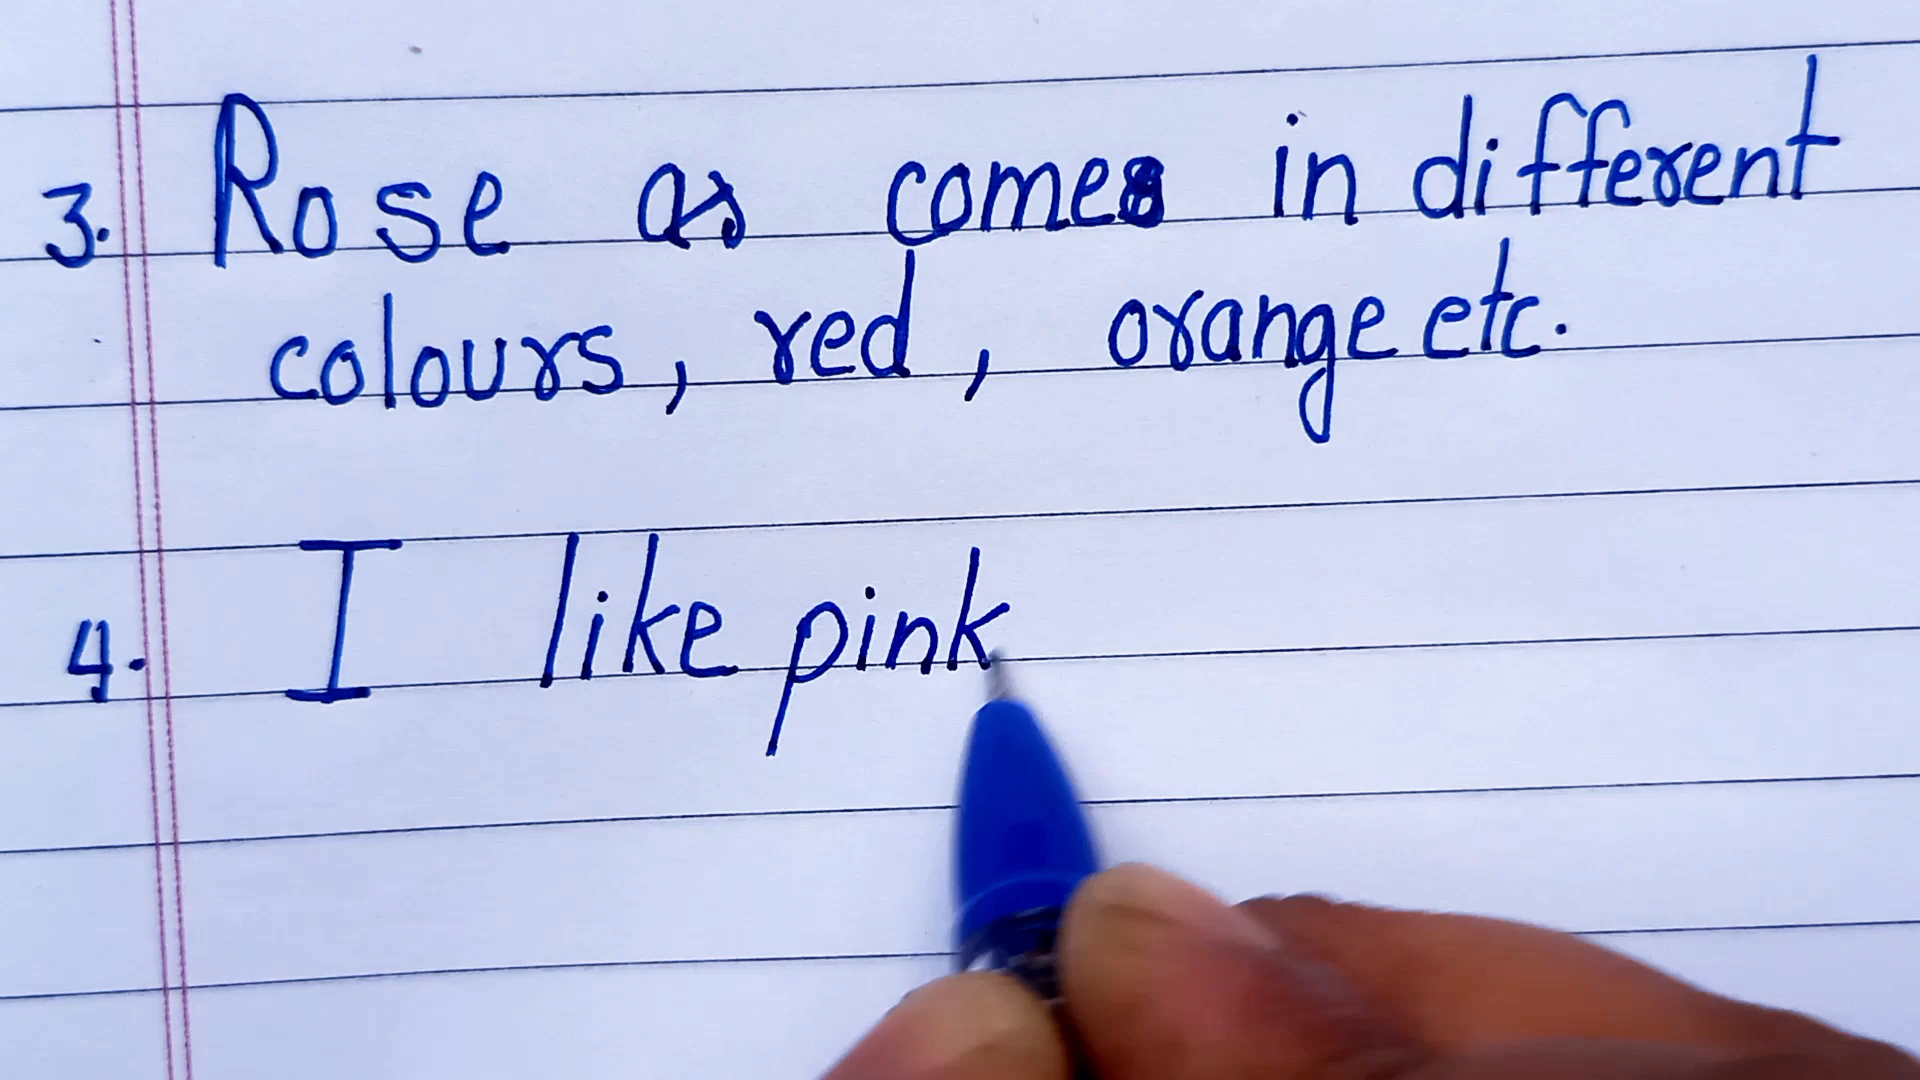 3. Rose as comes in different
colours, red, orange etc.
4. I like pink